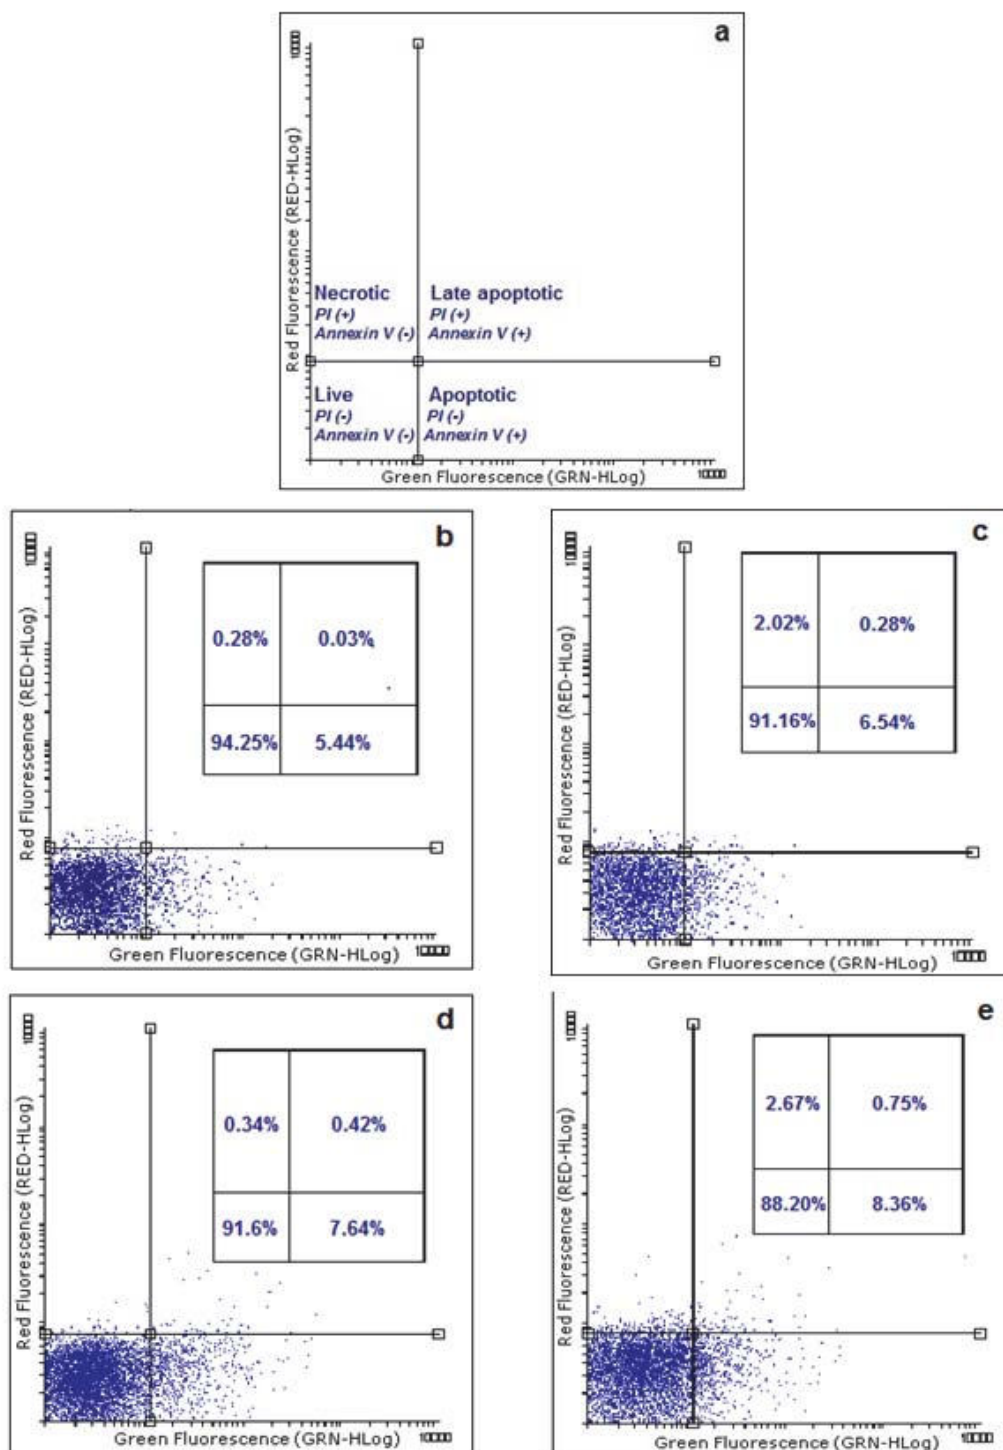 a
Red Fluorescence (RED-HLog)
Necrotic
PI (+)
Annexin V (-)
Late apoptotic
PI (+)
Annexin V (+)
Live
PI (-)
Annexin V (-)
Apoptotic
PI (-)
Annexin V (+)
Green Fluorescence (GRN-HLog)
b
Red Fluorescence (RED-HLog)
0.28% 0.03%
94.25% 5.44%
Green Fluorescence (GRN-HLog)
c
Red Fluorescence (RED-HLog)
2.02% 0.28%
91.16% 6.54%
Green Fluorescence (GRN-HLog)
d
Red Fluorescence (RED-HLog)
0.34% 0.42%
91.6% 7.64%
Green Fluorescence (GRN-HLog)
e
Red Fluorescence (RED-HLog)
2.67% 0.75%
88.20% 8.36%
Green Fluorescence (GRN-HLog)